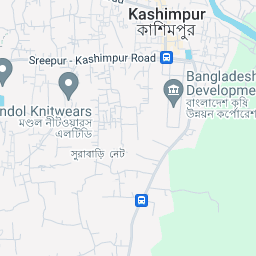 Kashimpur
কাশিমপুর
Sreepur - Kashimpur Road
Bangladesh
Developme
বাংলাদেশ কৃষি
উন্নয়ন কর্পোরে
ndol Knitwears
মণ্ডল নীটওয়্যারস
এলটিডি
সুরাবাড়ি নেট